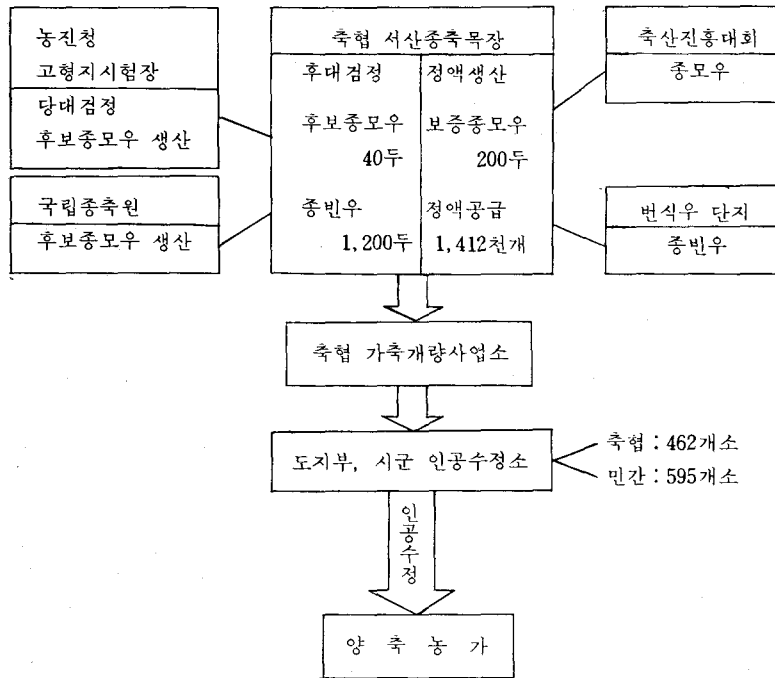 농진청
고형지시험장
당대검정
후보종모우 생산
국립종축원
후보종모우 생산
축협 서산종축목장
후대검정
후보종모우
40두
종빈우
1,200두
정액생산
보증종모우
200두
정액공급
1,412천개
축산진흥대회
종모우
번식우 단지
종빈우
축협 가축개량사업소
도지부, 시군 인공수정소
축협 : 462개소
민간 : 595개소
인공수정
양 축 농 가